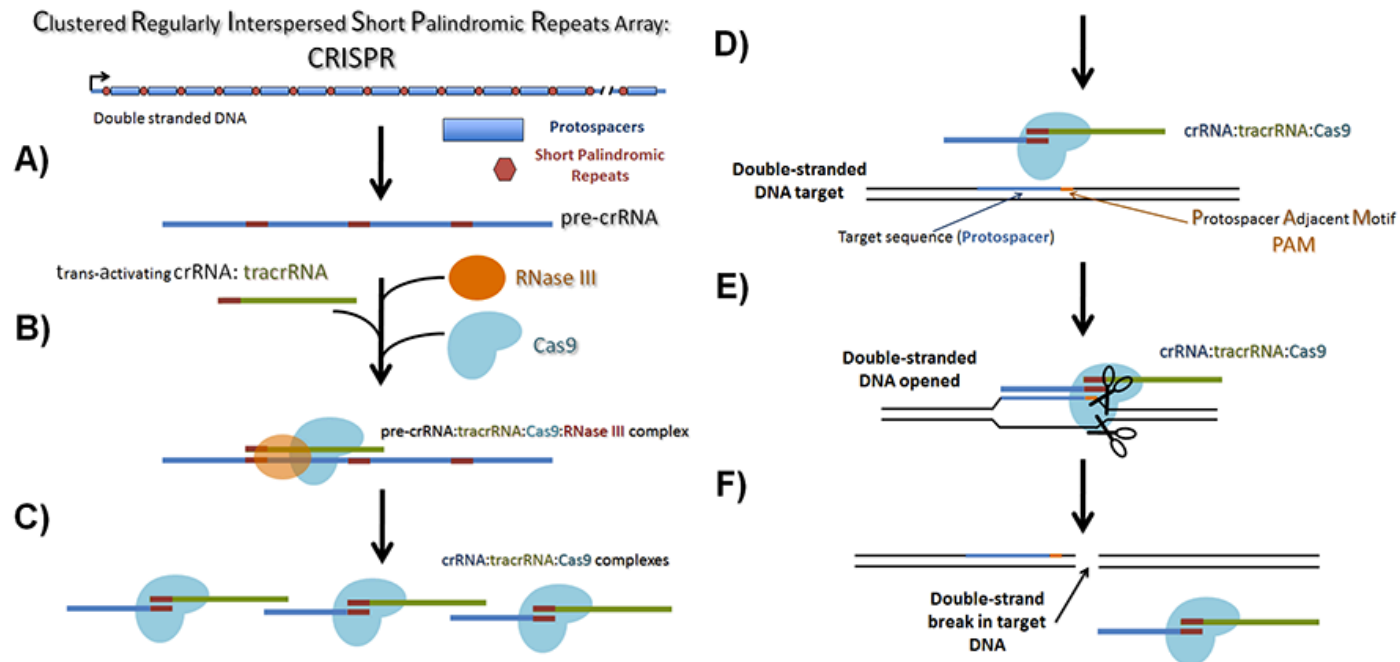 Clustered Regularly Interspersed Short Palindromic Repeats Array:
CRISPR
Double stranded DNA
Protospacers
Short Palindromic
Repeats
A)
pre-crRNA
trans-activating crRNA: tracrRNA
RNase III
B)
Cas9
pre-crRNA:tracrRNA:Cas9:RNase III complex
C)
crRNA:tracrRNA:Cas9 complexes
D)
crRNA:tracrRNA:Cas9
Double-stranded
DNA target
Target sequence (Protospacer)
Protospacer Adjacent Motif
PAM
E)
crRNA:tracrRNA:Cas9
Double-stranded
DNA opened
F)
Double-strand
break in target
DNA